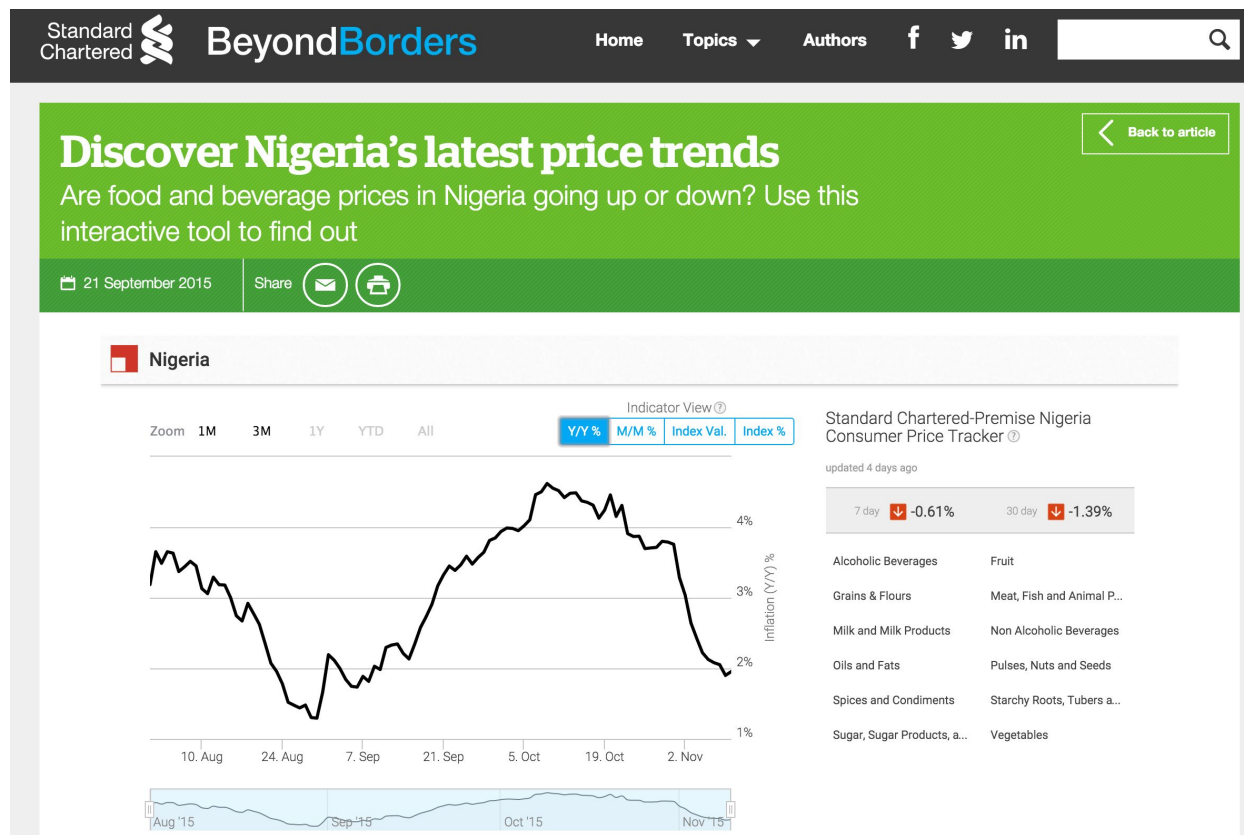 Standard
Chartered
BeyondBorders
Home Topics Authors
Back to article
Discover Nigeria's latest price trends
Are food and beverage prices in Nigeria going up or down? Use this
interactive tool to find out
21 September 2015 Share
Nigeria
Indicator View ?
Zoom 1M 3M 1Y YTD All
Y/Y % M/M % Index Val. Index %
4%
3%
2%
1%
Inflation (Y/Y) %
10. Aug 24. Aug 7. Sep 21. Sep 5. Oct 19. Oct 2. Nov
Aug '15 Sep '15 Oct '15 Nov '15
Standard Chartered-Premise Nigeria
Consumer Price Tracker ?
updated 4 days ago
7 day -0.61% 30 day -1.39%
Alcoholic Beverages Fruit
Grains & Flours Meat, Fish and Animal P...
Milk and Milk Products Non Alcoholic Beverages
Oils and Fats Pulses, Nuts and Seeds
Spices and Condiments Starchy Roots, Tubers a...
Sugar, Sugar Products, a... Vegetables